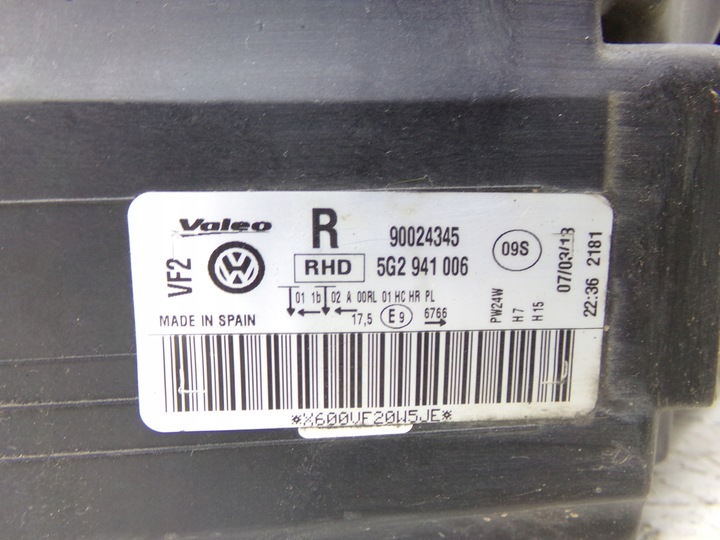 Valeo R 90024345
VF2 RHD 5G2 941 006 09S
01 1b 02 A 00RL 01 HC HR PL
17,5 E9 6766
MADE IN SPAIN
PW24W
H7
H15
07/03/18
22:36 2181
*X600VF20W5JE*